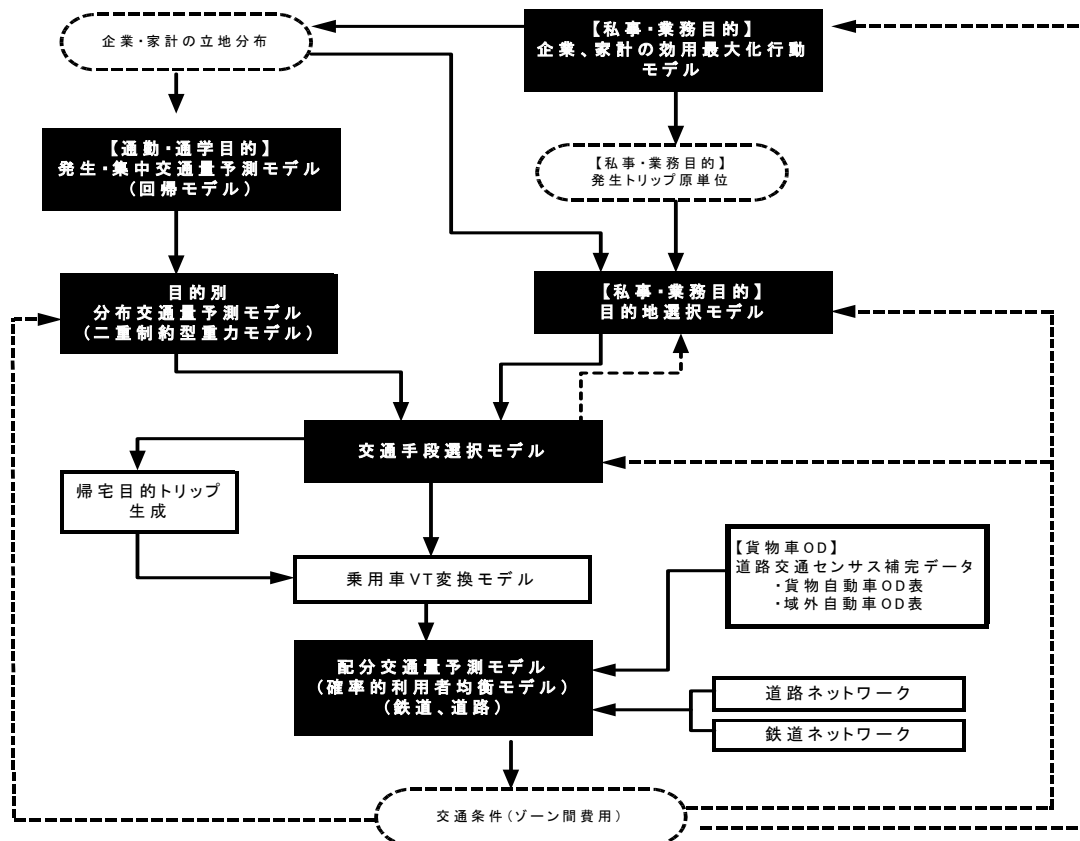 企業・家計の立地分布
【私事・業務目的】
企業、家計の効用最大化行動
モデル
【通勤・通学目的】
発生・集中交通量予測モデル
(回帰モデル)
【私事・業務目的】
発生トリップ原単位
目的別
分布交通量予測モデル
(二重制約型重力モデル)
【私事・業務目的】
目的地選択モデル
交通手段選択モデル
帰宅目的トリップ
生成
乗用車VT変換モデル
【貨物車OD】
道路交通センサス補完データ
・貨物自動車OD表
・域外自動車OD表
配分交通量予測モデル
(確率的利用者均衡モデル)
(鉄道、道路)
道路ネットワーク
鉄道ネットワーク
交通条件(ゾーン間費用)